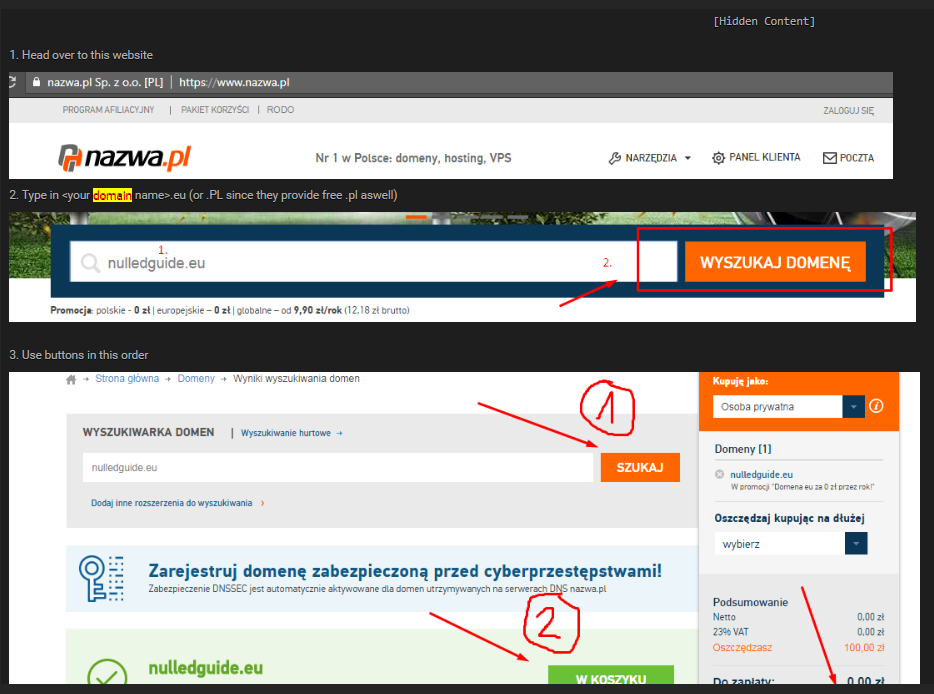 [Hidden Content]
1. Head over to this website
nazwa.pl Sp. z o.o. [PL] | https://www.nazwa.pl
PROGRAM AFILIACYJNY | PAKIET KORZYŚCI | RODO ZALOGUJ SIĘ
nazwa.pl Nr 1 w Polsce: domeny, hosting, VPS NARZĘDZIA PANEL KLIENTA POCZTA
2. Type in <your domain name>.eu (or .PL since they provide free .pl aswell)
1.
nulledguide.eu 2. WYSZUKAJ DOMENĘ
Promocja: polskie - 0 zł | europejskie – 0 zł | globalne – od 9,90 zł/rok (12,18 zł brutto)
3. Use buttons in this order
→ Strona główna → Domeny → Wyniki wyszukiwania domen
1
WYSZUKIWARKA DOMEN | Wyszukiwanie hurtowe →
nulledguide.eu SZUKAJ
Dodaj inne rozszerzenia do wyszukiwania ›
Zarejestruj domenę zabezpieczoną przed cyberprzestępstwami!
Zabezpieczenie DNSSEC jest automatycznie aktywowane dla domen utrzymywanych na serwerach DNS nazwa.pl
2
nulledguide.eu
W KOSZYKU
Kupuję jako:
Osoba prywatna i
Domeny [1]
nulledguide.eu
W promocji "Domena eu za 0 zł przez rok!"
Oszczędzaj kupując na dłużej
wybierz
Podsumowanie
Netto 0,00 zł
23% VAT 0,00 zł
Oszczędzasz 100,00 zł
Do zapłaty: 0,00 zł